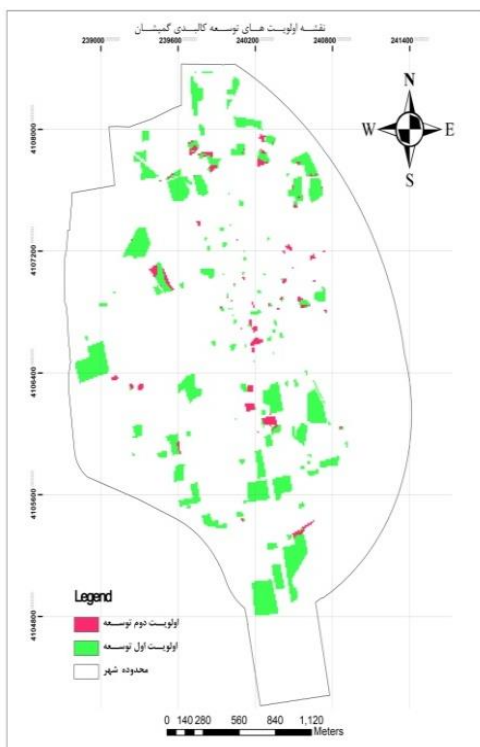 نقشه اولویت های توسعه کالبدی گمیشان
239000 239600 240200 240800 241400
N
W E
S
4108000
4107200
4106400
4105600
4104800
Legend
اولویت دوم توسعه
اولویت اول توسعه
محدوده شهر
0 140 280 560 840 1,120
Meters